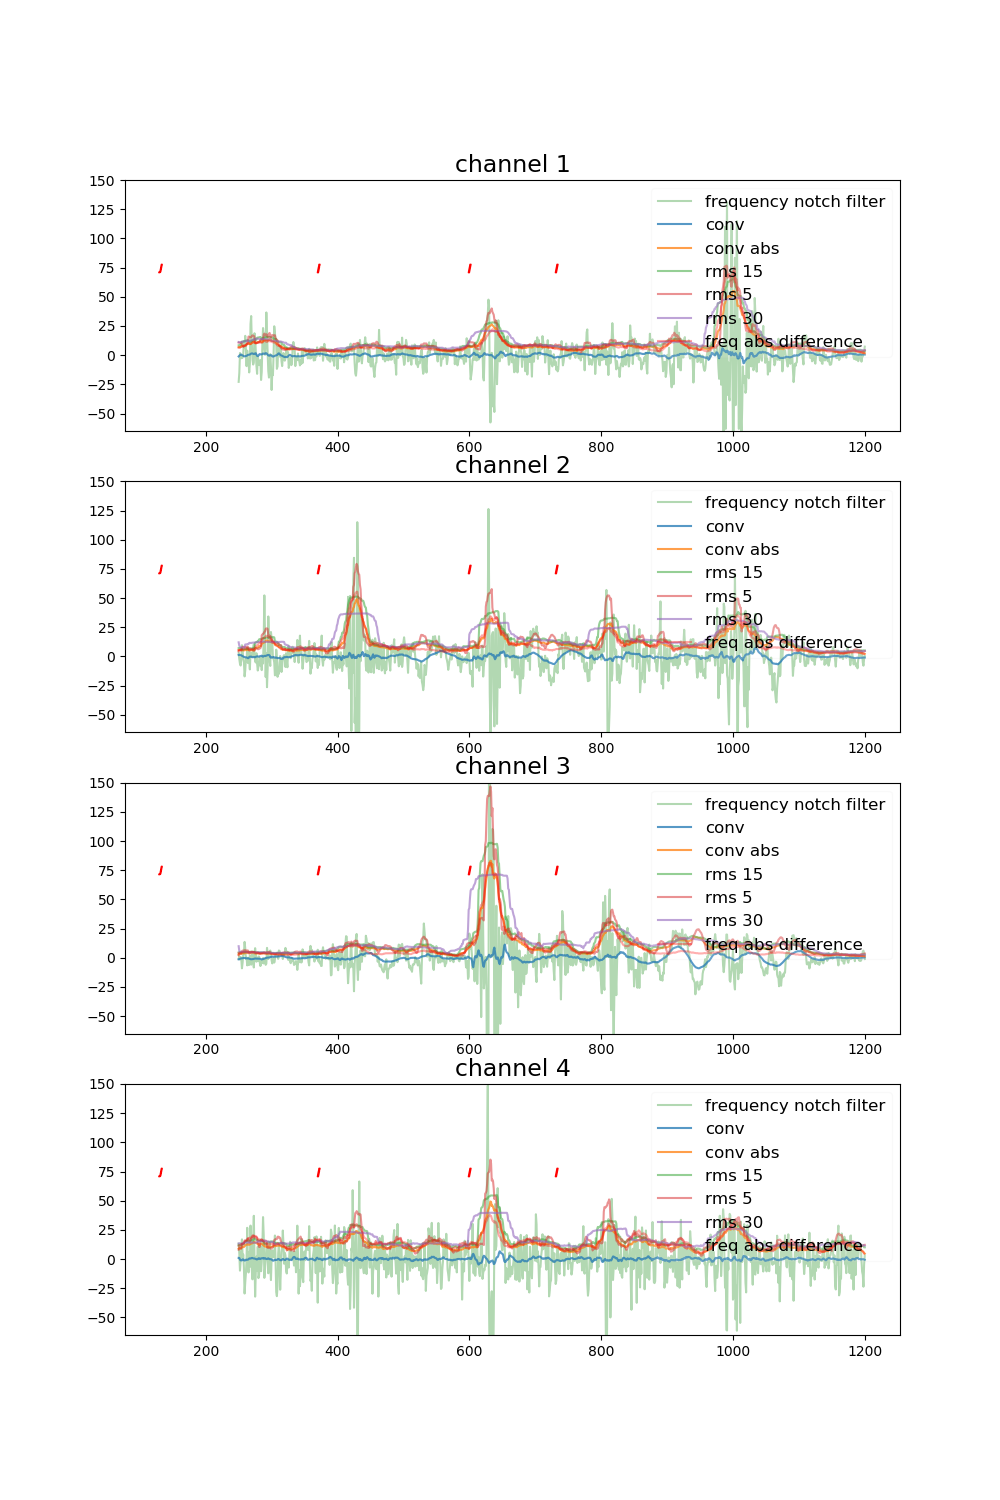 channel 1
150
125
100
75
50
25
0
−25
−50
frequency notch filter
conv
conv abs
rms 15
rms 5
rms 30
freq abs difference
200 400 600 800 1000 1200
channel 2
150
125
100
75
50
25
0
−25
−50
frequency notch filter
conv
conv abs
rms 15
rms 5
rms 30
freq abs difference
200 400 600 800 1000 1200
channel 3
150
125
100
75
50
25
0
−25
−50
frequency notch filter
conv
conv abs
rms 15
rms 5
rms 30
freq abs difference
200 400 600 800 1000 1200
channel 4
150
125
100
75
50
25
0
−25
−50
frequency notch filter
conv
conv abs
rms 15
rms 5
rms 30
freq abs difference
200 400 600 800 1000 1200